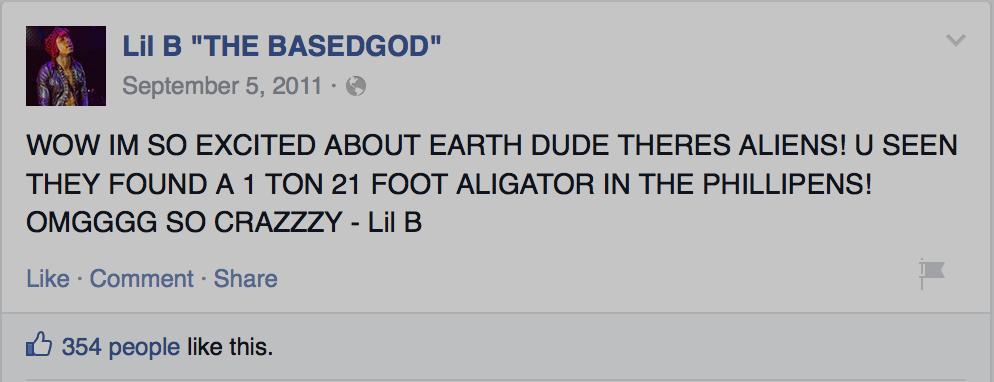 Lil B "THE BASEDGOD"
September 5, 2011 ·
WOW IM SO EXCITED ABOUT EARTH DUDE THERES ALIENS! U SEEN
THEY FOUND A 1 TON 21 FOOT ALIGATOR IN THE PHILLIPENS!
OMGGGG SO CRAZZZY - Lil B
Like · Comment · Share
354 people like this.